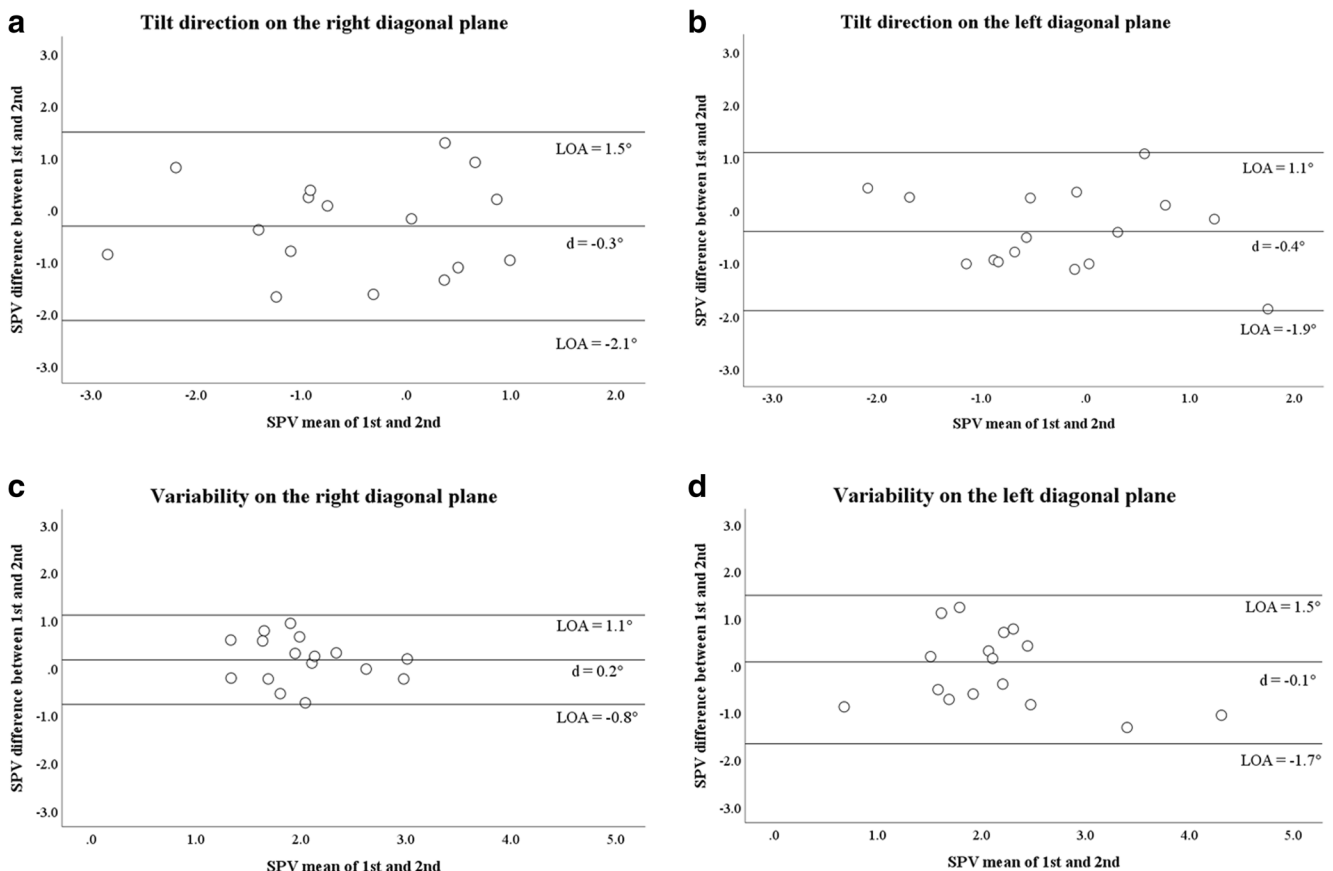 a
Tilt direction on the right diagonal plane
SPV difference between 1st and 2nd
3.0
2.0
1.0
.0
-1.0
-2.0
-3.0
LOA = 1.5°
d = -0.3°
LOA = -2.1°
-3.0 -2.0 -1.0 .0 1.0 2.0
SPV mean of 1st and 2nd
b
Tilt direction on the left diagonal plane
SPV difference between 1st and 2nd
3.0
2.0
1.0
.0
-1.0
-2.0
-3.0
LOA = 1.1°
d = -0.4°
LOA = -1.9°
-3.0 -2.0 -1.0 .0 1.0 2.0
SPV mean of 1st and 2nd
c
Variability on the right diagonal plane
SPV difference between 1st and 2nd
3.0
2.0
1.0
.0
-1.0
-2.0
-3.0
LOA = 1.1°
d = 0.2°
LOA = -0.8°
.0 1.0 2.0 3.0 4.0 5.0
SPV mean of 1st and 2nd
d
Variability on the left diagonal plane
SPV difference between 1st and 2nd
3.0
2.0
1.0
.0
-1.0
-2.0
-3.0
LOA = 1.5°
d = -0.1°
LOA = -1.7°
.0 1.0 2.0 3.0 4.0 5.0
SPV mean of 1st and 2nd